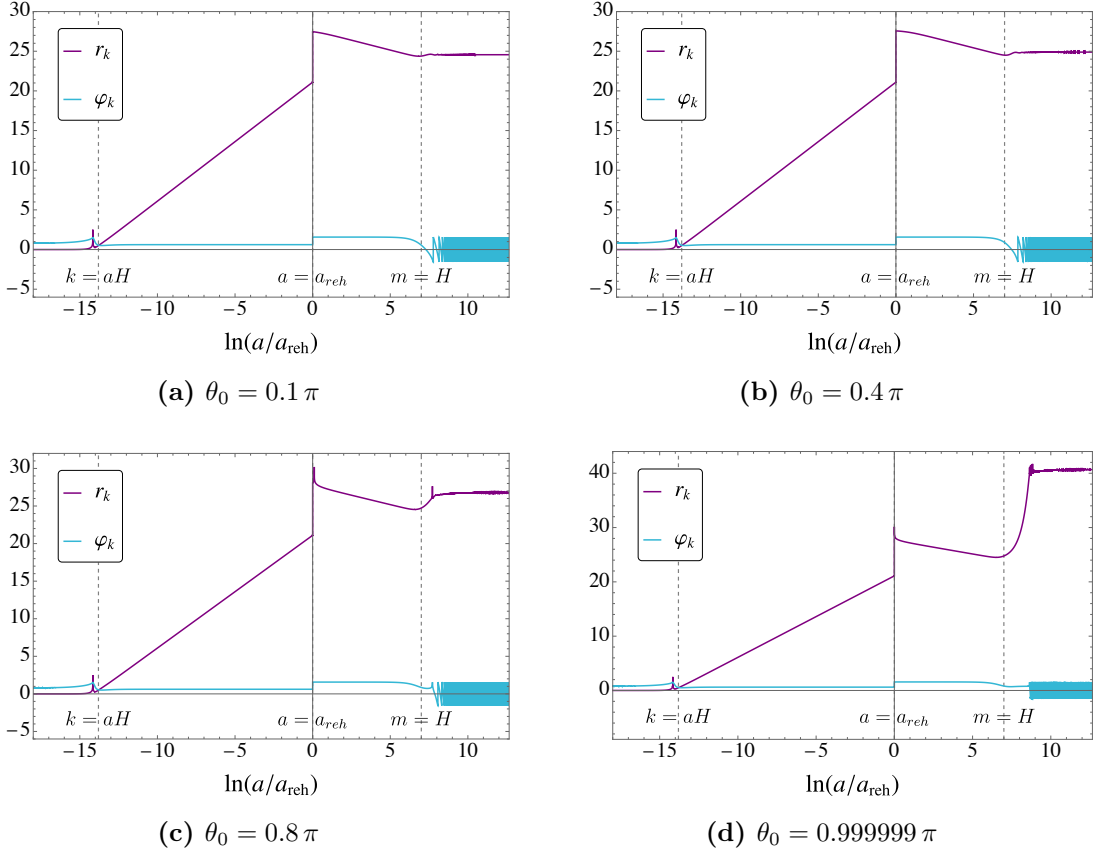 30
25
20
15
10
5
0
−5
r_k
φ_k
k = aH
a = a_reh
m = H
−15 −10 −5 0 5 10
ln(a/a_reh)
(a) θ_0 = 0.1 π
30
25
20
15
10
5
0
−5
r_k
φ_k
k = aH
a = a_reh
m = H
−15 −10 −5 0 5 10
ln(a/a_reh)
(b) θ_0 = 0.4 π
30
25
20
15
10
5
0
−5
r_k
φ_k
k = aH
a = a_reh
m = H
−15 −10 −5 0 5 10
ln(a/a_reh)
(c) θ_0 = 0.8 π
40
30
20
10
0
r_k
φ_k
k = aH
a = a_reh
m = H
−15 −10 −5 0 5 10
ln(a/a_reh)
(d) θ_0 = 0.999999 π